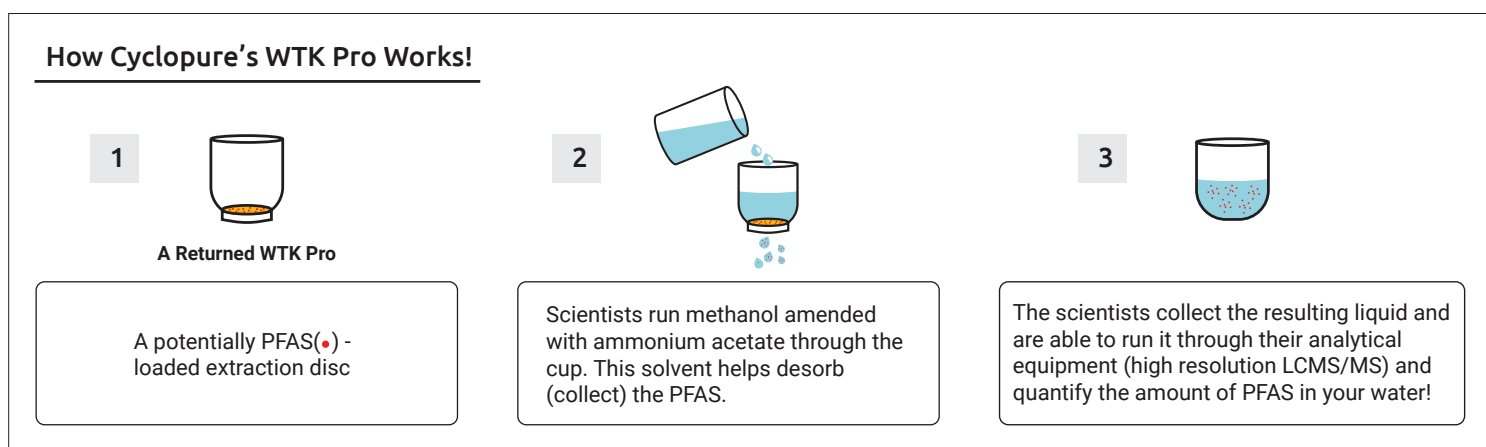 How Cyclopure's WTK Pro Works!
1
A Returned WTK Pro
A potentially PFAS(•) -
loaded extraction disc
2
Scientists run methanol amended
with ammonium acetate through the
cup. This solvent helps desorb
(collect) the PFAS.
3
The scientists collect the resulting liquid and
are able to run it through their analytical
equipment (high resolution LCMS/MS) and
quantify the amount of PFAS in your water!